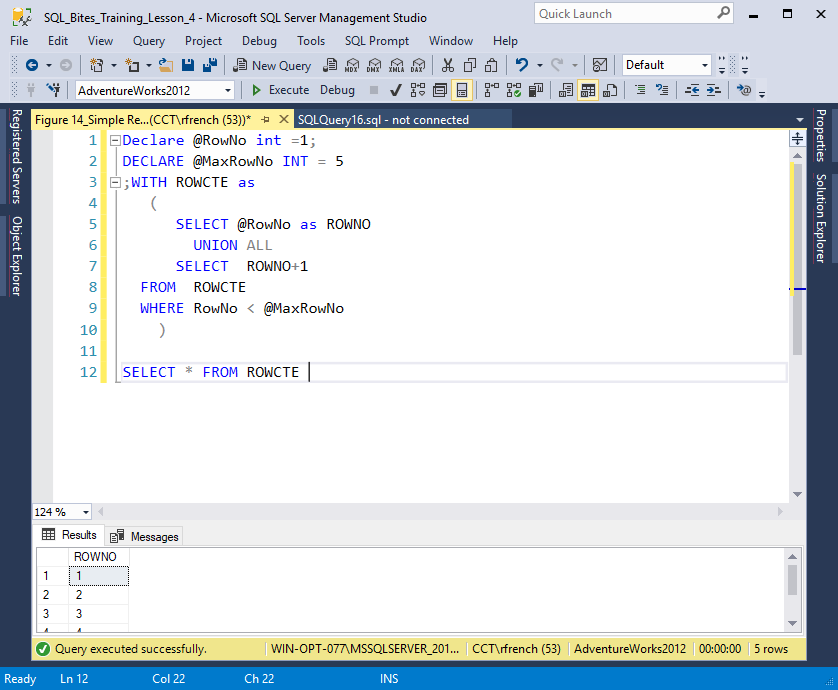 SQL_Bites_Training_Lesson_4 - Microsoft SQL Server Management Studio
Quick Launch
File Edit View Query Project Debug Tools SQL Prompt Window Help
New Query MDX DMX XMLA DAX Default
AdventureWorks2012 Execute Debug
Registered Servers
Object Explorer
Figure 14_Simple Re...(CCT\rfrench (53))* SQLQuery16.sql - not connected
Properties
Solution Explorer
1 Declare @RowNo int =1;
2 DECLARE @MaxRowNo INT = 5
3 ;WITH ROWCTE as
4 (
5 SELECT @RowNo as ROWNO
6 UNION ALL
7 SELECT ROWNO+1
8 FROM ROWCTE
9 WHERE RowNo < @MaxRowNo
10 )
11
12 SELECT * FROM ROWCTE
124 %
Results Messages
ROWNO
1 1
2 2
3 3
4 4
Query executed successfully. WIN-OPT-077\MSSQLSERVER_201... CCT\rfrench (53) AdventureWorks2012 00:00:00 5 rows
Ready Ln 12 Col 22 Ch 22 INS